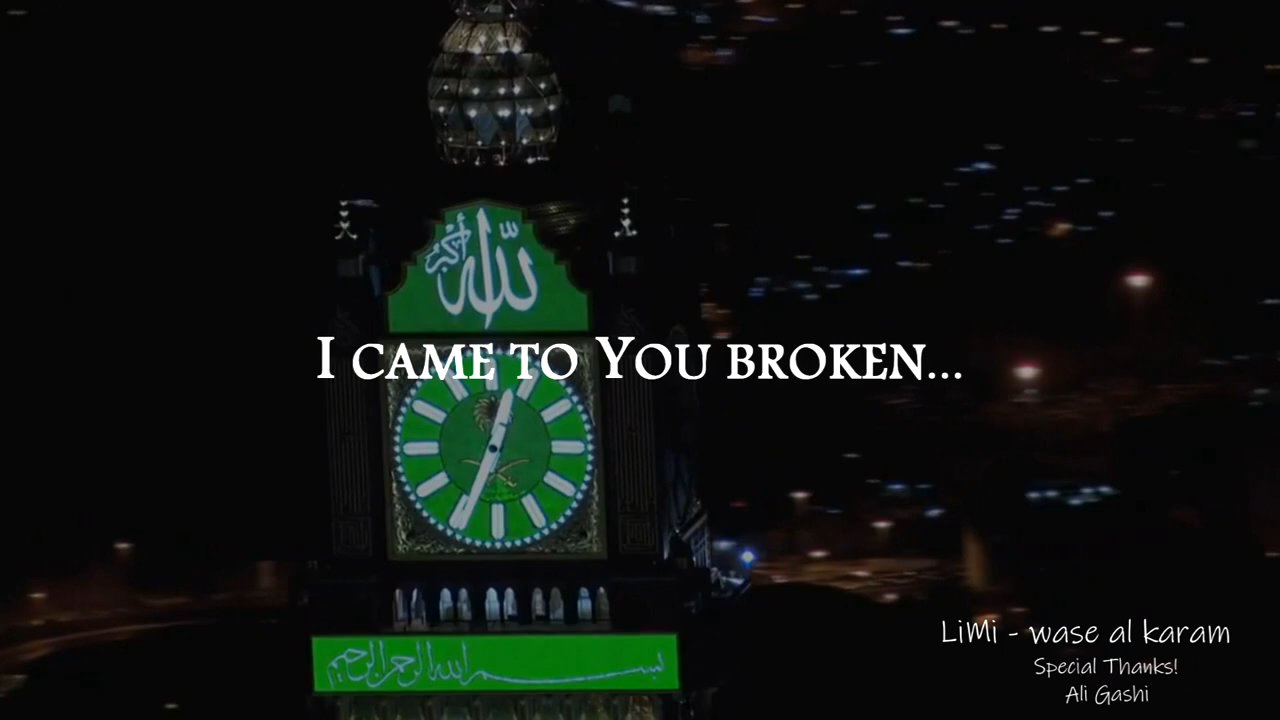 الله أكبر
I CAME TO YOU BROKEN...
بسم الله الرحمن الرحيم
LiMi - wase al karam
Special Thanks!
Ali Gashi